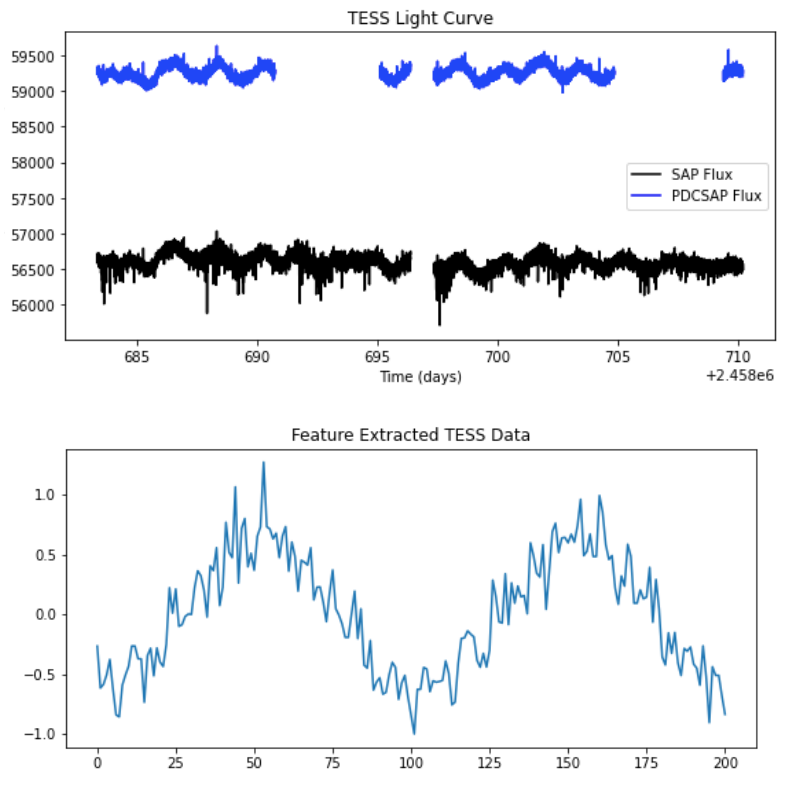 TESS Light Curve
59500
59000
58500
58000
57500
57000
56500
56000
SAP Flux
PDCSAP Flux
685 690 695 700 705 710
Time (days)
+2.458e6
Feature Extracted TESS Data
1.0
0.5
0.0
−0.5
−1.0
0 25 50 75 100 125 150 175 200